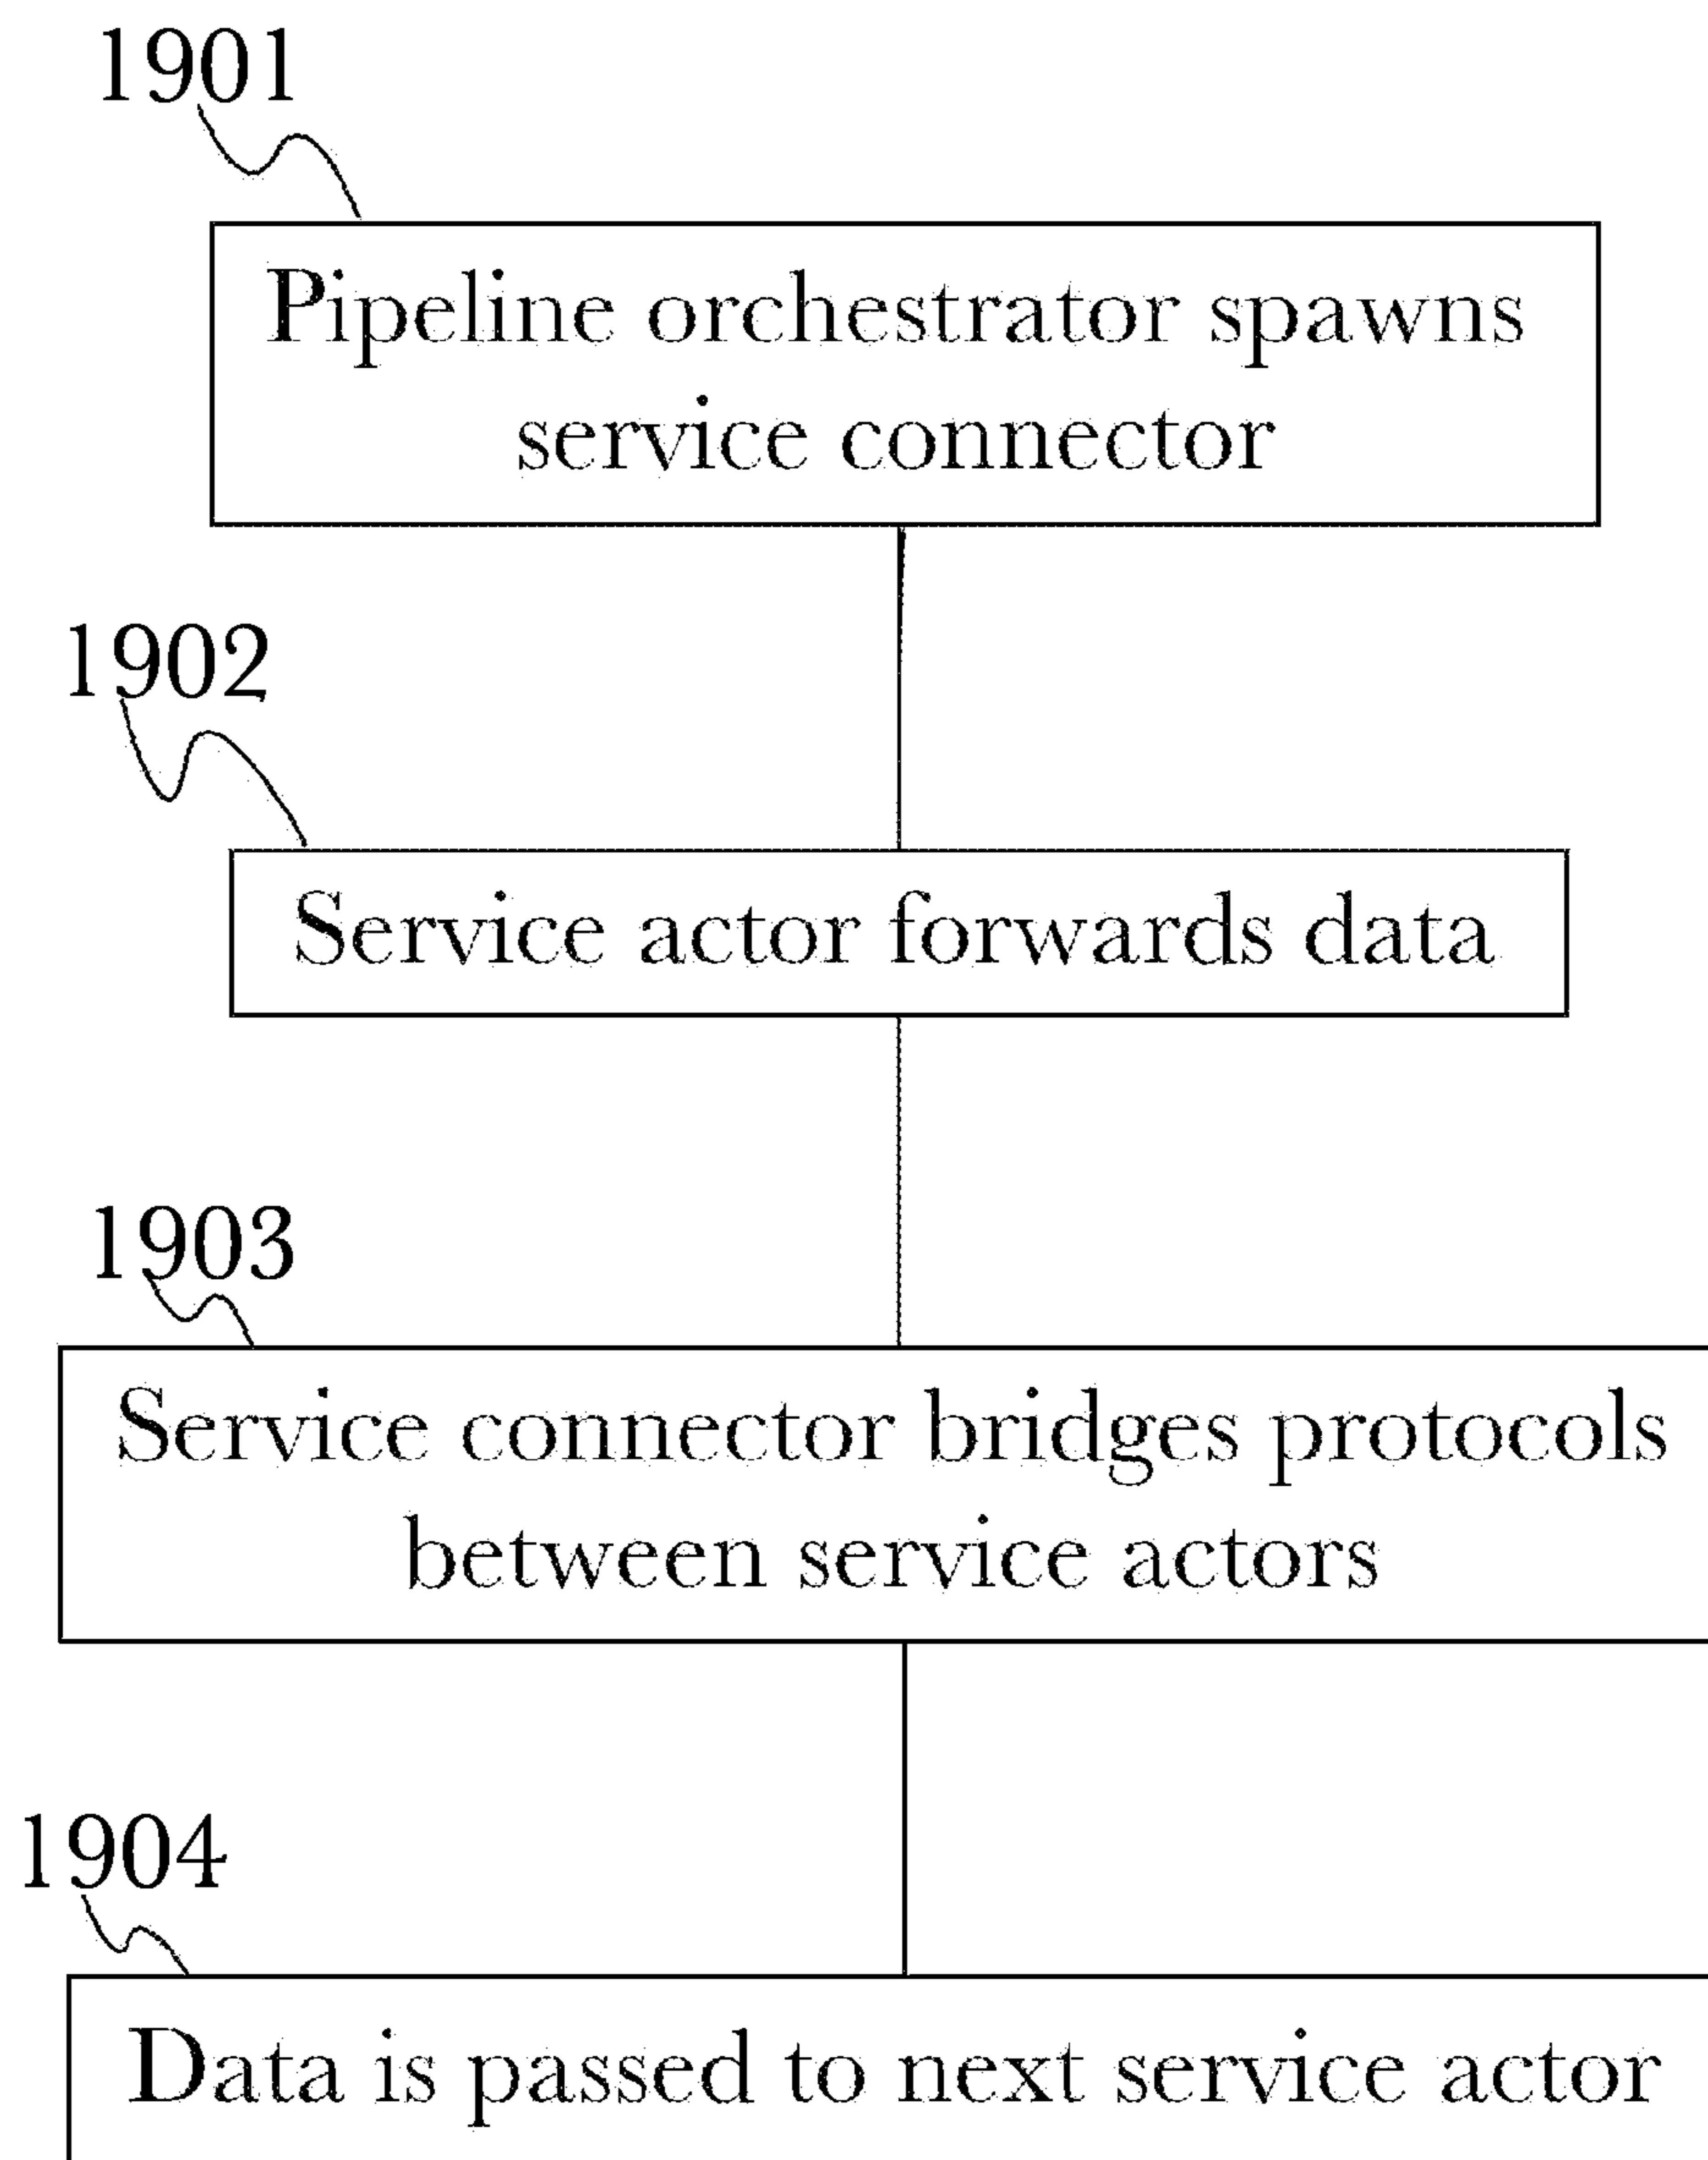 1901
Pipeline orchestrator spawns
service connector
1902
Service actor forwards data
1903
Service connector bridges protocols
between service actors
1904
Data is passed to next service actor